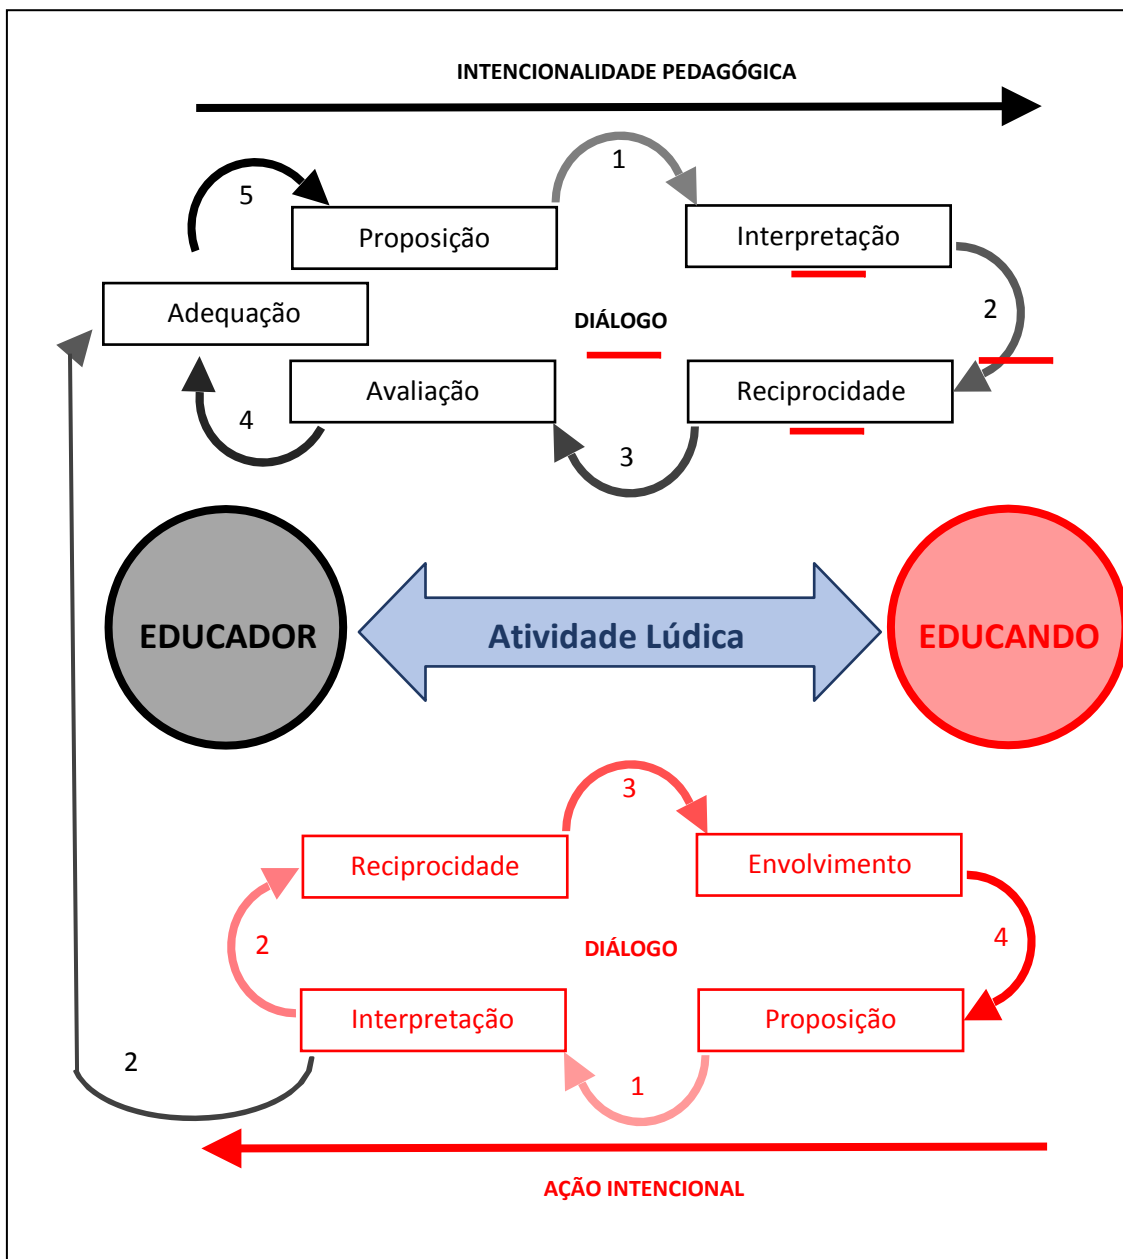 INTENCIONALIDADE PEDAGÓGICA
1
5
Proposição
Interpretação
2
Adequação
DIÁLOGO
Avaliação
Reciprocidade
4
3
EDUCADOR
Atividade Lúdica
EDUCANDO
3
Reciprocidade
Envolvimento
2
DIÁLOGO
4
Interpretação
Proposição
2
1
AÇÃO INTENCIONAL